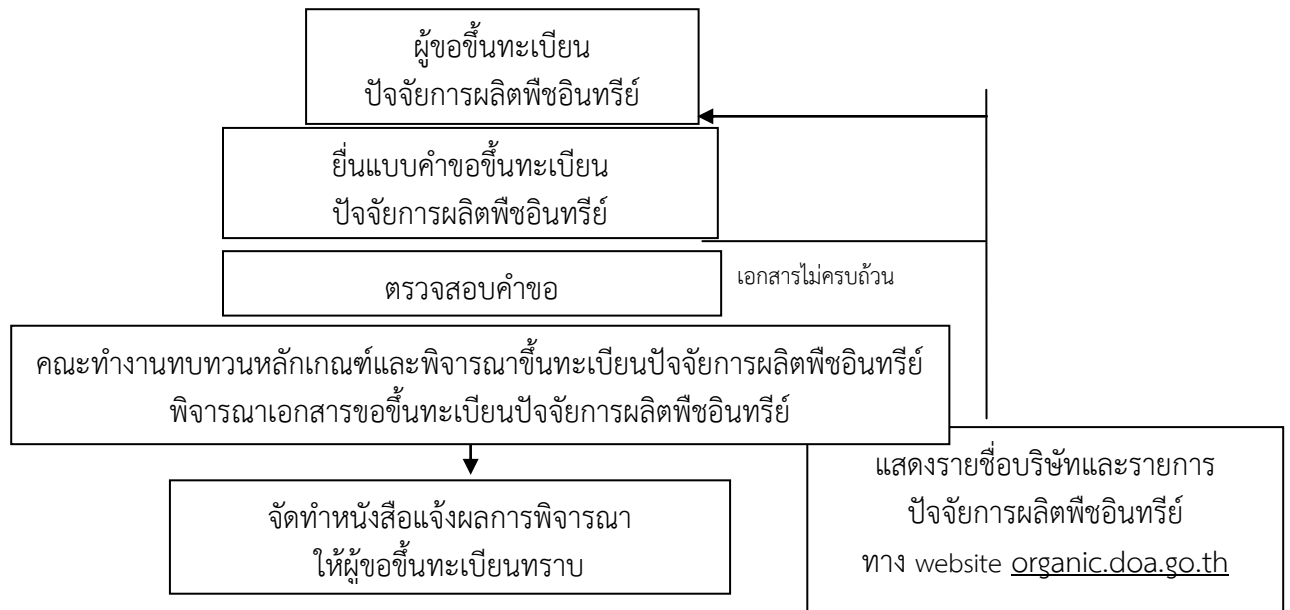 ผู้ขอขึ้นทะเบียน
ปัจจัยการผลิตพืชอินทรีย์
ยื่นแบบคำขอขึ้นทะเบียน
ปัจจัยการผลิตพืชอินทรีย์
ตรวจสอบคำขอ
เอกสารไม่ครบถ้วน
คณะทำงานทบทวนหลักเกณฑ์และพิจารณาขึ้นทะเบียนปัจจัยการผลิตพืชอินทรีย์
พิจารณาเอกสารขอขึ้นทะเบียนปัจจัยการผลิตพืชอินทรีย์
จัดทำหนังสือแจ้งผลการพิจารณา
ให้ผู้ขอขึ้นทะเบียนทราบ
แสดงรายชื่อบริษัทและรายการ
ปัจจัยการผลิตพืชอินทรีย์
ทาง website organic.doa.go.th